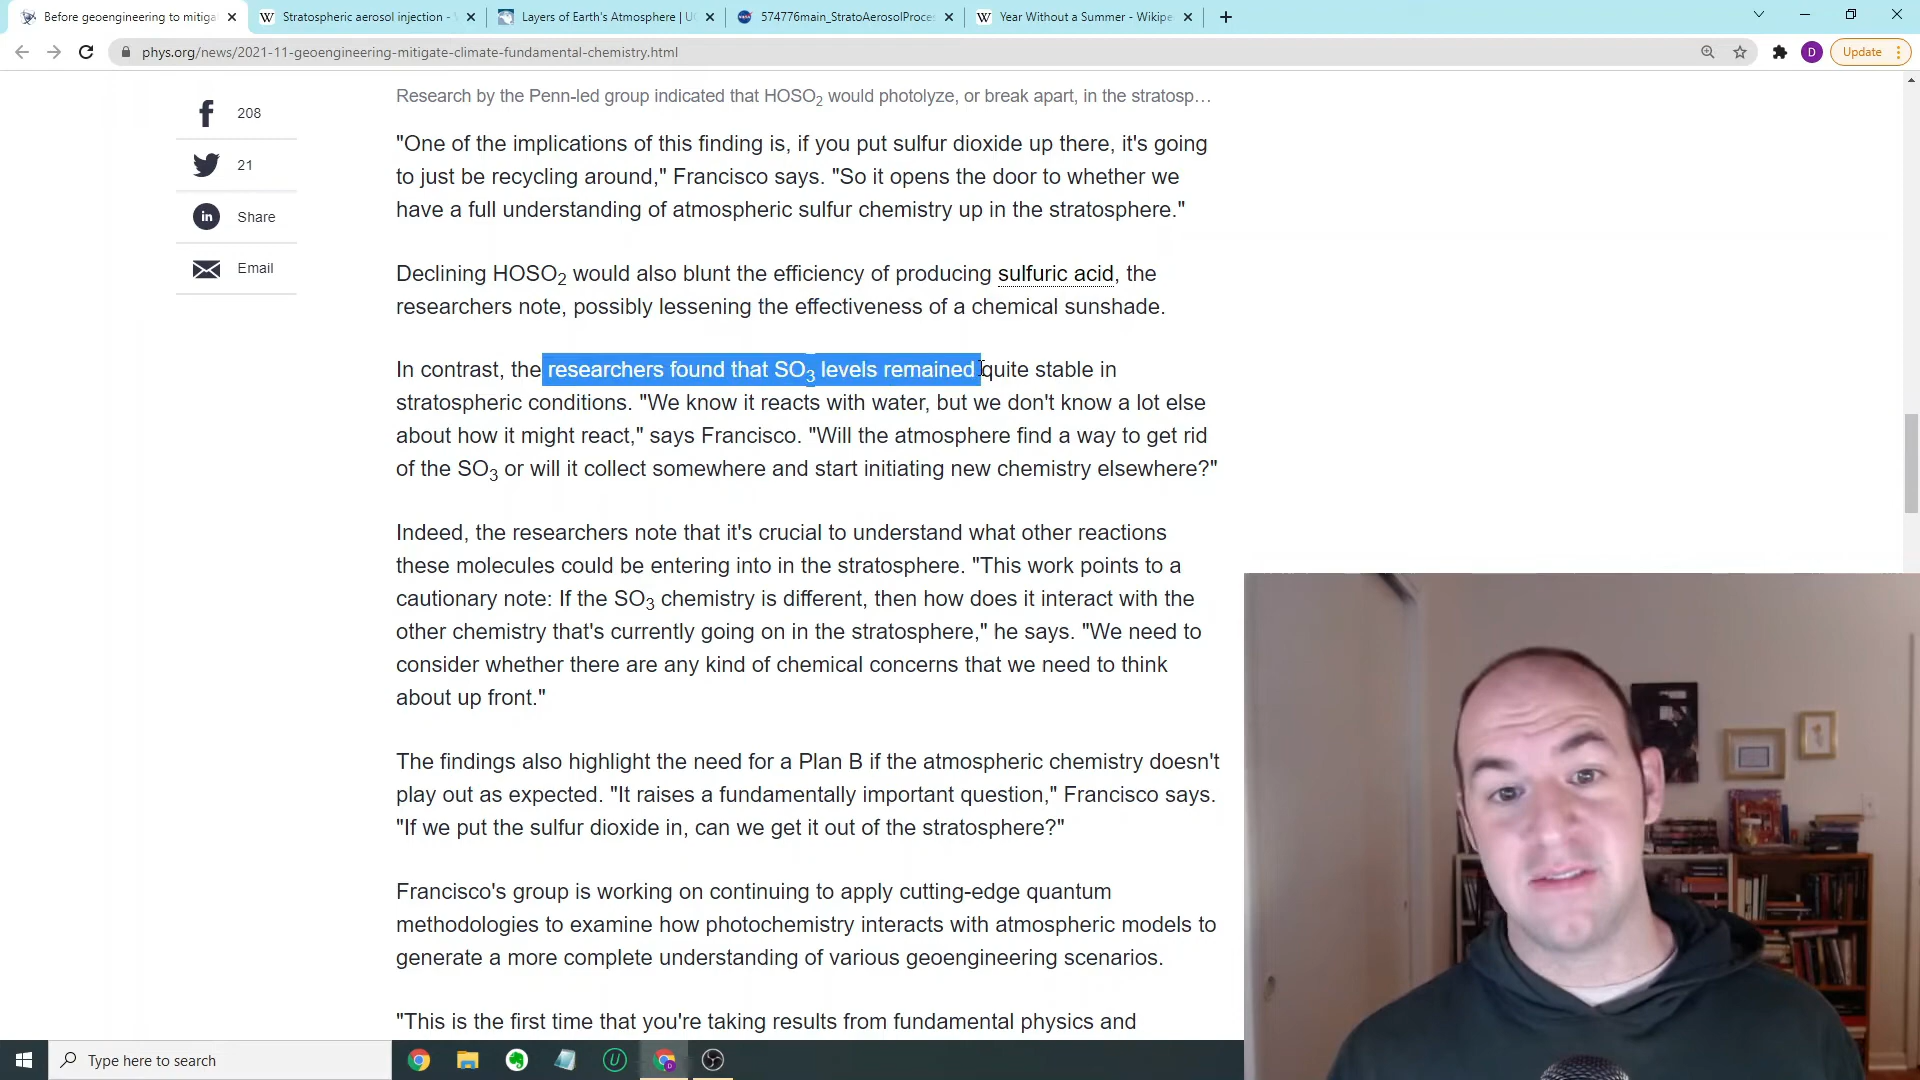 Before geoengineering to mitiga
Stratospheric aerosol injection -
Layers of Earth's Atmosphere | U
574776main_StratoAerosolProce
Year Without a Summer - Wikipe
phys.org/news/2021-11-geoengineering-mitigate-climate-fundamental-chemistry.html
D
Update
208
21
Share
Email
Research by the Penn-led group indicated that HOSO₂ would photolyze, or break apart, in the stratosp…
"One of the implications of this finding is, if you put sulfur dioxide up there, it's going
to just be recycling around," Francisco says. "So it opens the door to whether we
have a full understanding of atmospheric sulfur chemistry up in the stratosphere."
Declining HOSO₂ would also blunt the efficiency of producing sulfuric acid, the
researchers note, possibly lessening the effectiveness of a chemical sunshade.
In contrast, the researchers found that SO₃ levels remained quite stable in
stratospheric conditions. "We know it reacts with water, but we don't know a lot else
about how it might react," says Francisco. "Will the atmosphere find a way to get rid
of the SO₃ or will it collect somewhere and start initiating new chemistry elsewhere?"
Indeed, the researchers note that it's crucial to understand what other reactions
these molecules could be entering into in the stratosphere. "This work points to a
cautionary note: If the SO₃ chemistry is different, then how does it interact with the
other chemistry that's currently going on in the stratosphere," he says. "We need to
consider whether there are any kind of chemical concerns that we need to think
about up front."
The findings also highlight the need for a Plan B if the atmospheric chemistry doesn't
play out as expected. "It raises a fundamentally important question," Francisco says.
"If we put the sulfur dioxide in, can we get it out of the stratosphere?"
Francisco's group is working on continuing to apply cutting-edge quantum
methodologies to examine how photochemistry interacts with atmospheric models to
generate a more complete understanding of various geoengineering scenarios.
"This is the first time that you're taking results from fundamental physics and
Type here to search